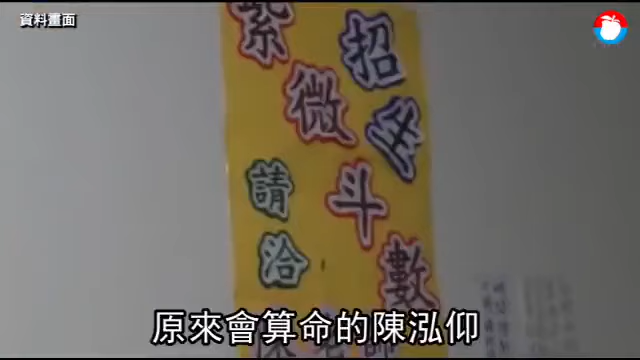 資料畫面
紫微斗數
招生
請洽
原來會算命的陳泓仰